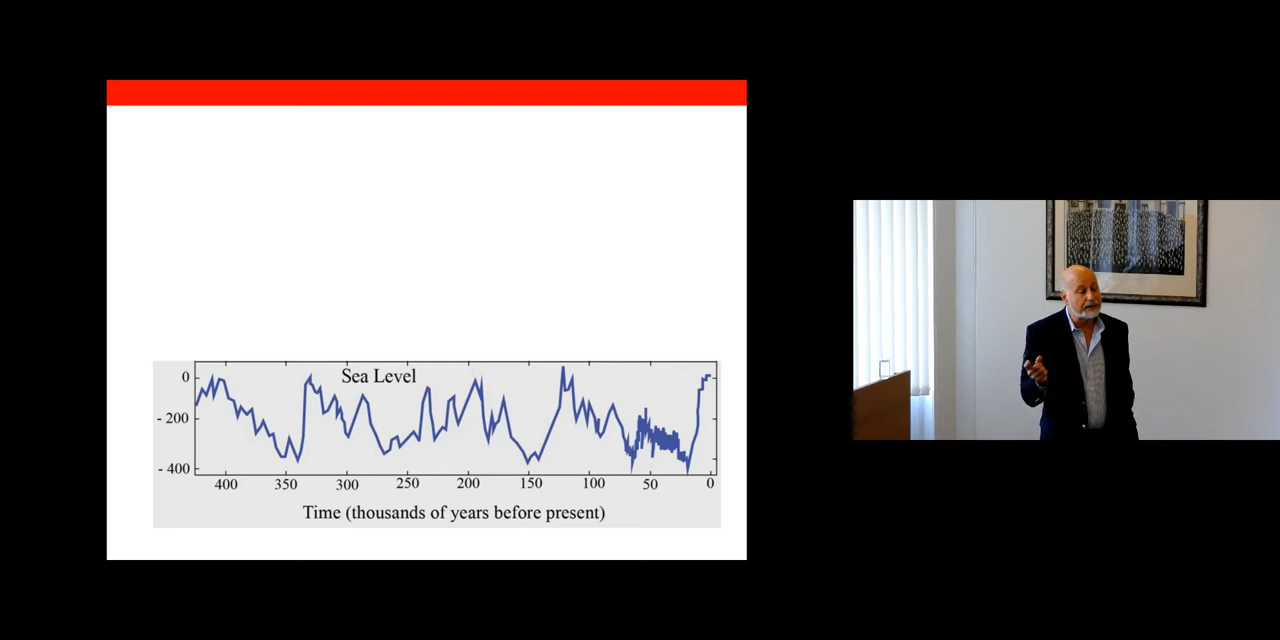 Sea Level
0
- 200
- 400
400 350 300 250 200 150 100 50 0
Time (thousands of years before present)